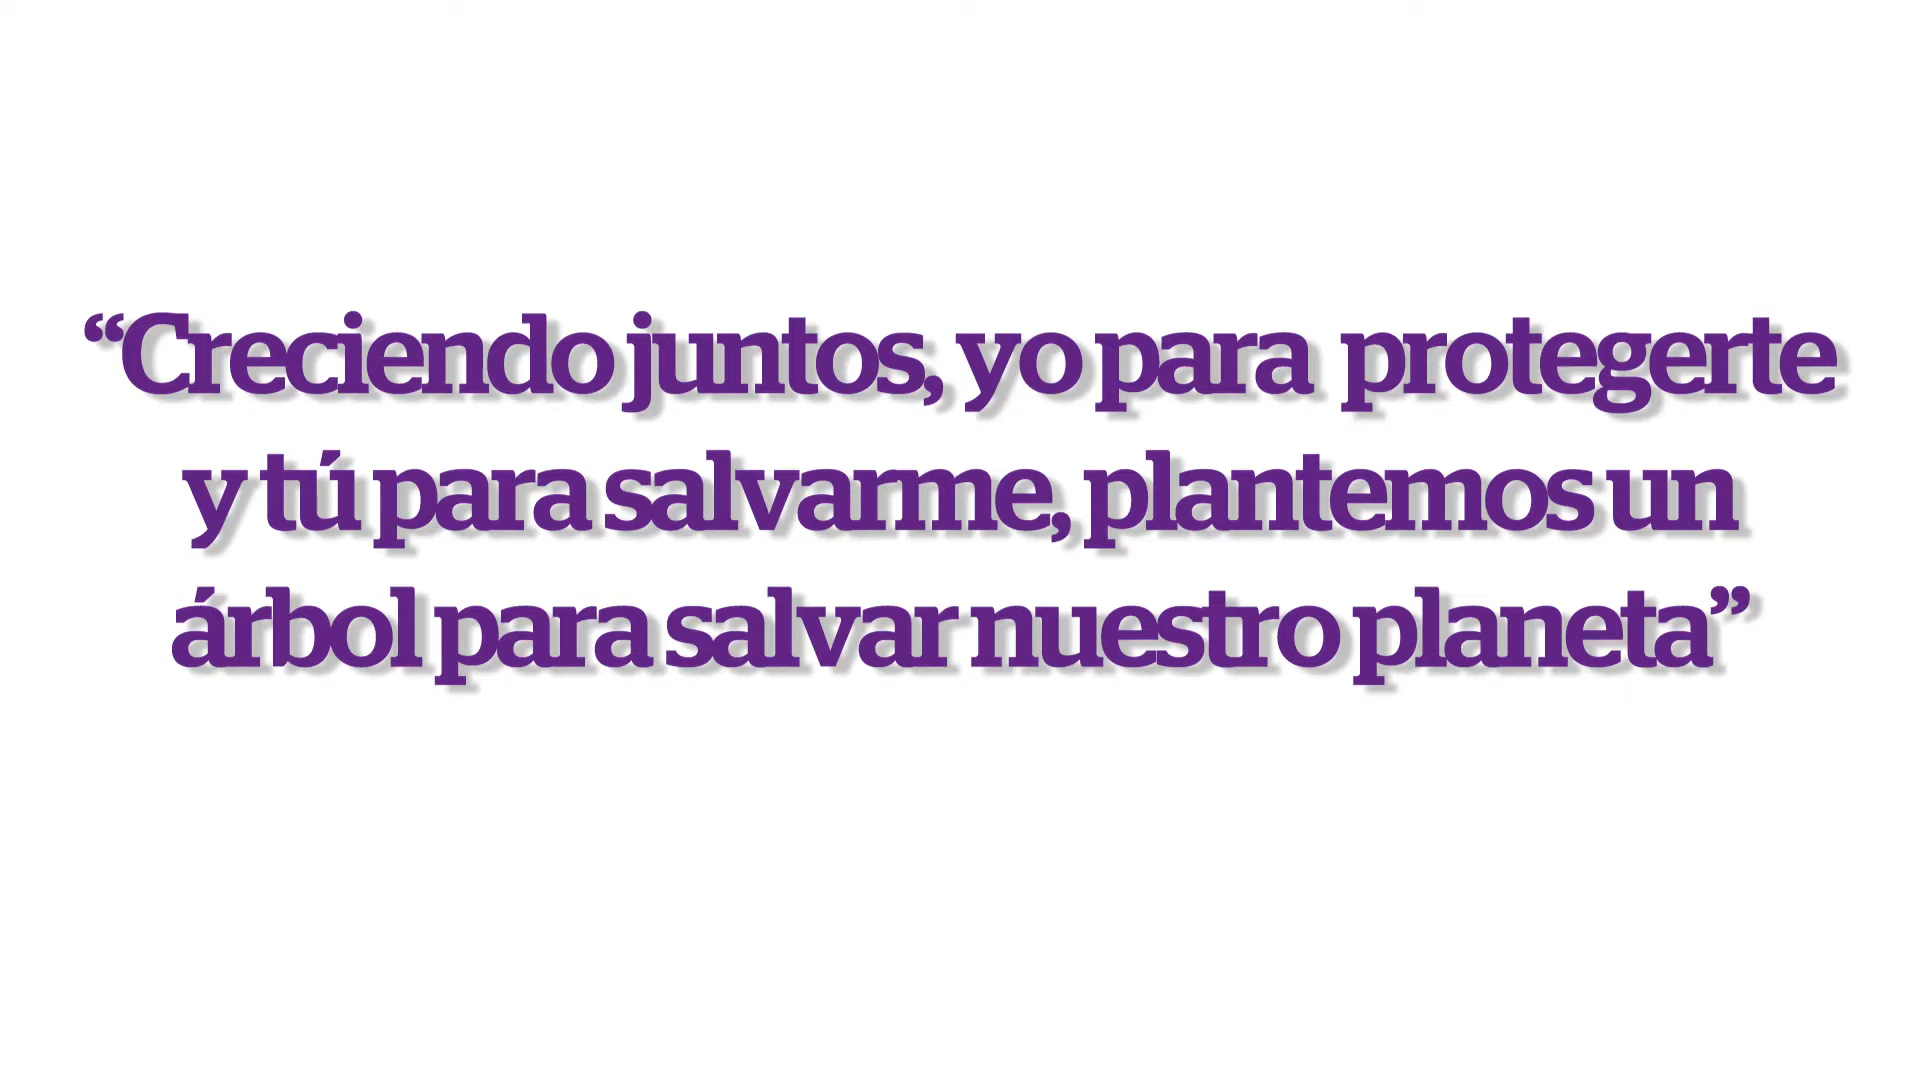 “Creciendo juntos, yo para protegerte
y tú para salvarme, plantemos un
árbol para salvar nuestro planeta”